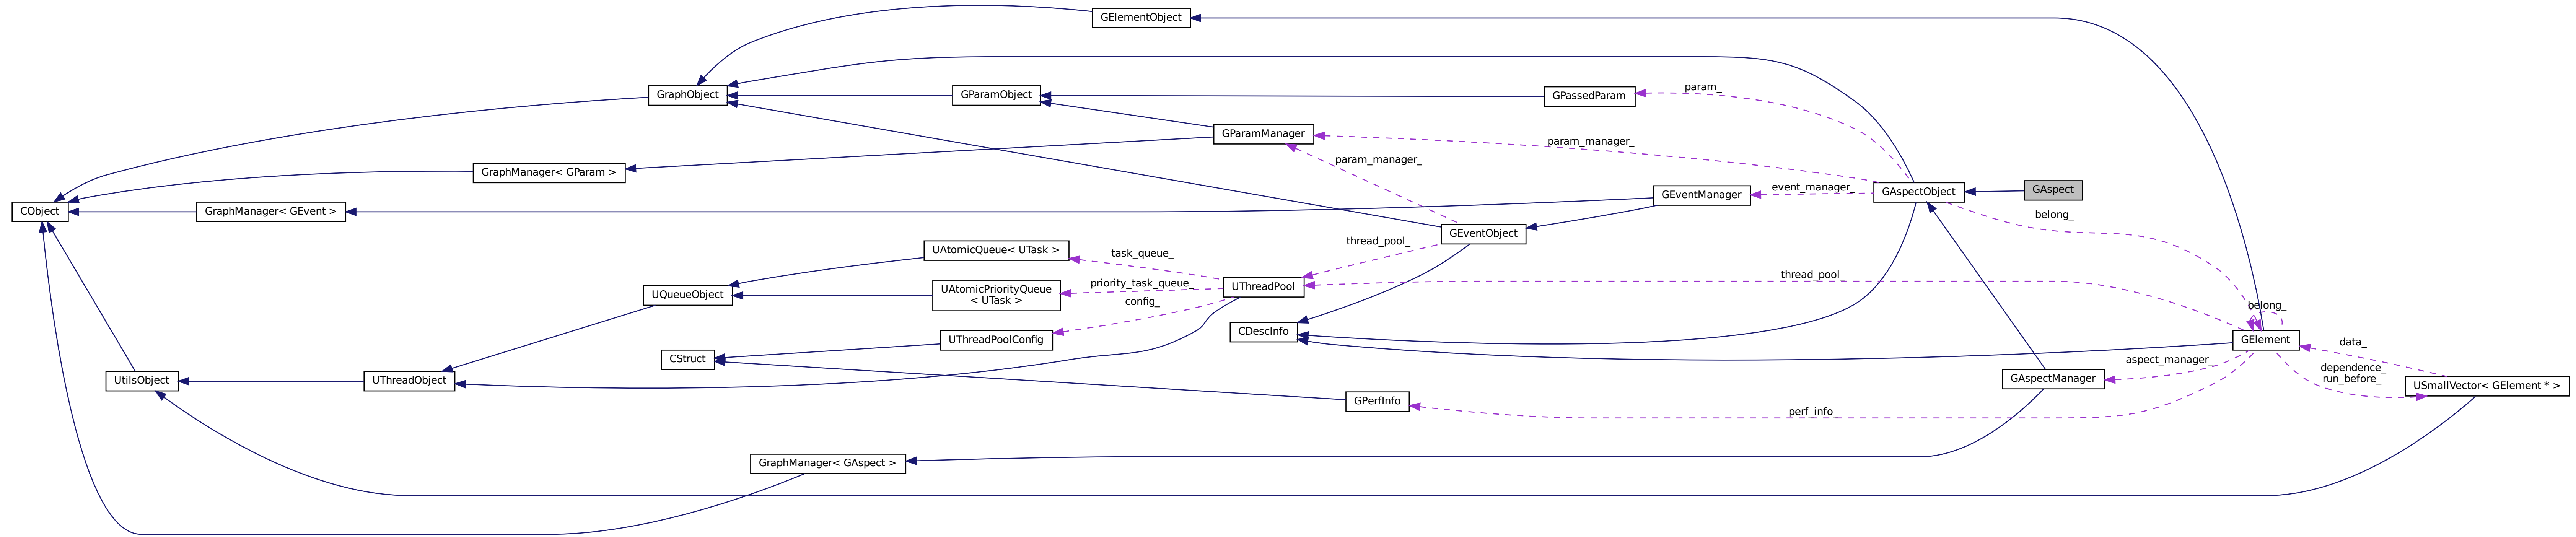 GElementObject
GraphObject
GParamObject
GPassedParam
param_
GParamManager
param_manager_
param_manager_
GraphManager< GParam >
GAspectObject
GAspect
event_manager_
GEventManager
CObject
GraphManager< GEvent >
belong_
GEventObject
thread_pool_
UAtomicQueue< UTask >
task_queue_
thread_pool_
UThreadPool
priority_task_queue_
UAtomicPriorityQueue
< UTask >
UQueueObject
config_
belong_
CDescInfo
UThreadPoolConfig
GElement
data_
CStruct
aspect_manager_
dependence_
run_before_
UtilsObject
UThreadObject
GAspectManager
USmallVector< GElement * >
GPerfInfo
perf_info_
GraphManager< GAspect >